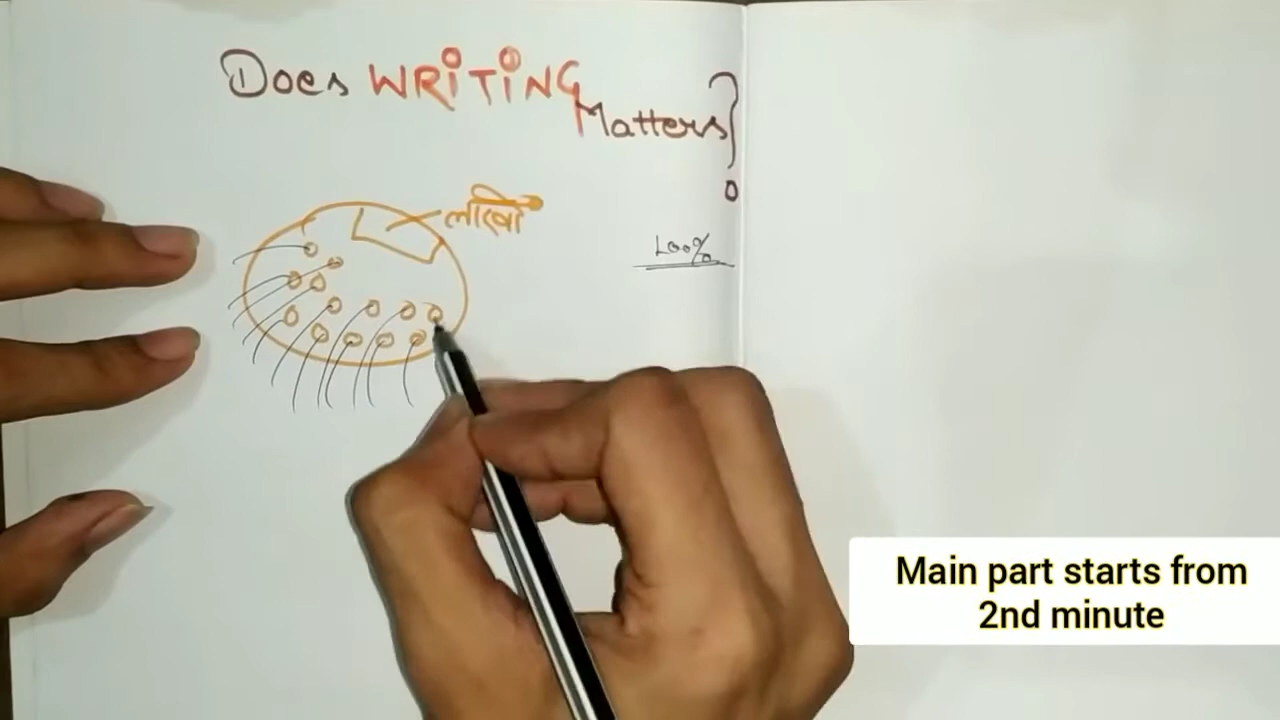 Does WRiTiNG
Matters?
लाखों
100%
Main part starts from
2nd minute